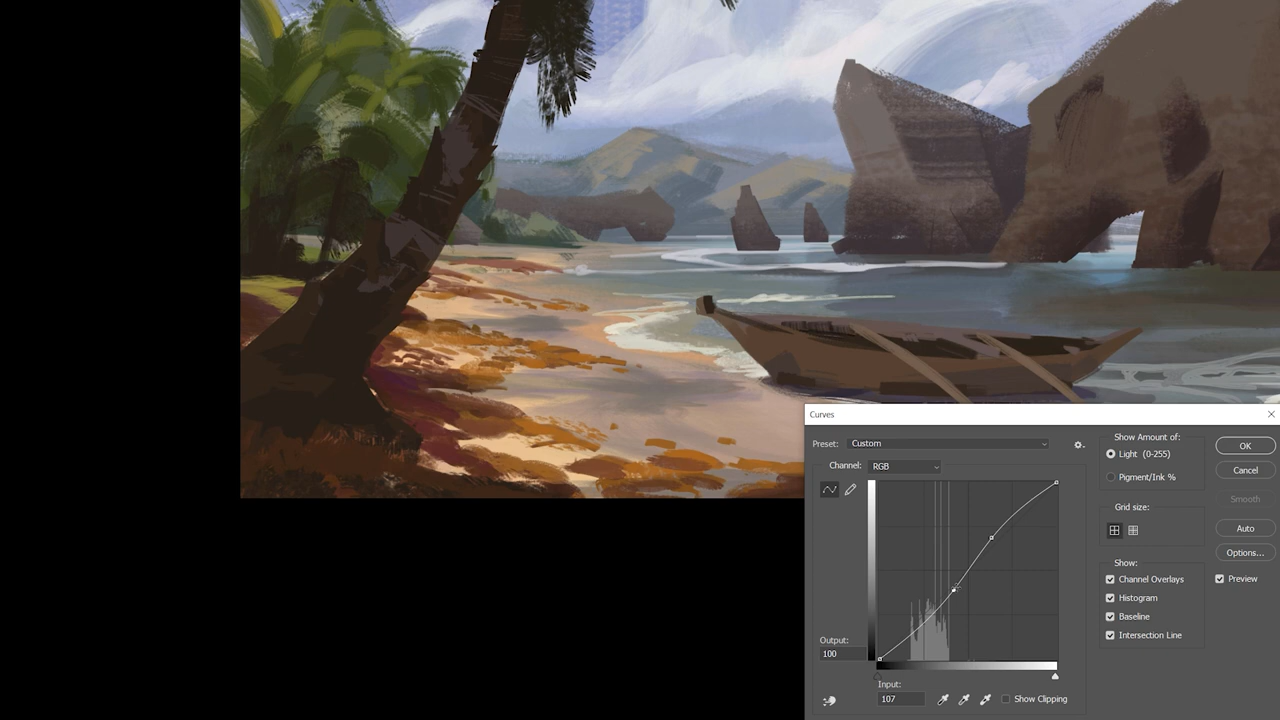 Curves
Preset: Custom
Channel: RGB
Output:
100
Input:
107
Show Clipping
Show Amount of:
Light (0-255)
Pigment/Ink %
Grid size:
Show:
Channel Overlays
Histogram
Baseline
Intersection Line
OK
Cancel
Smooth
Auto
Options...
Preview